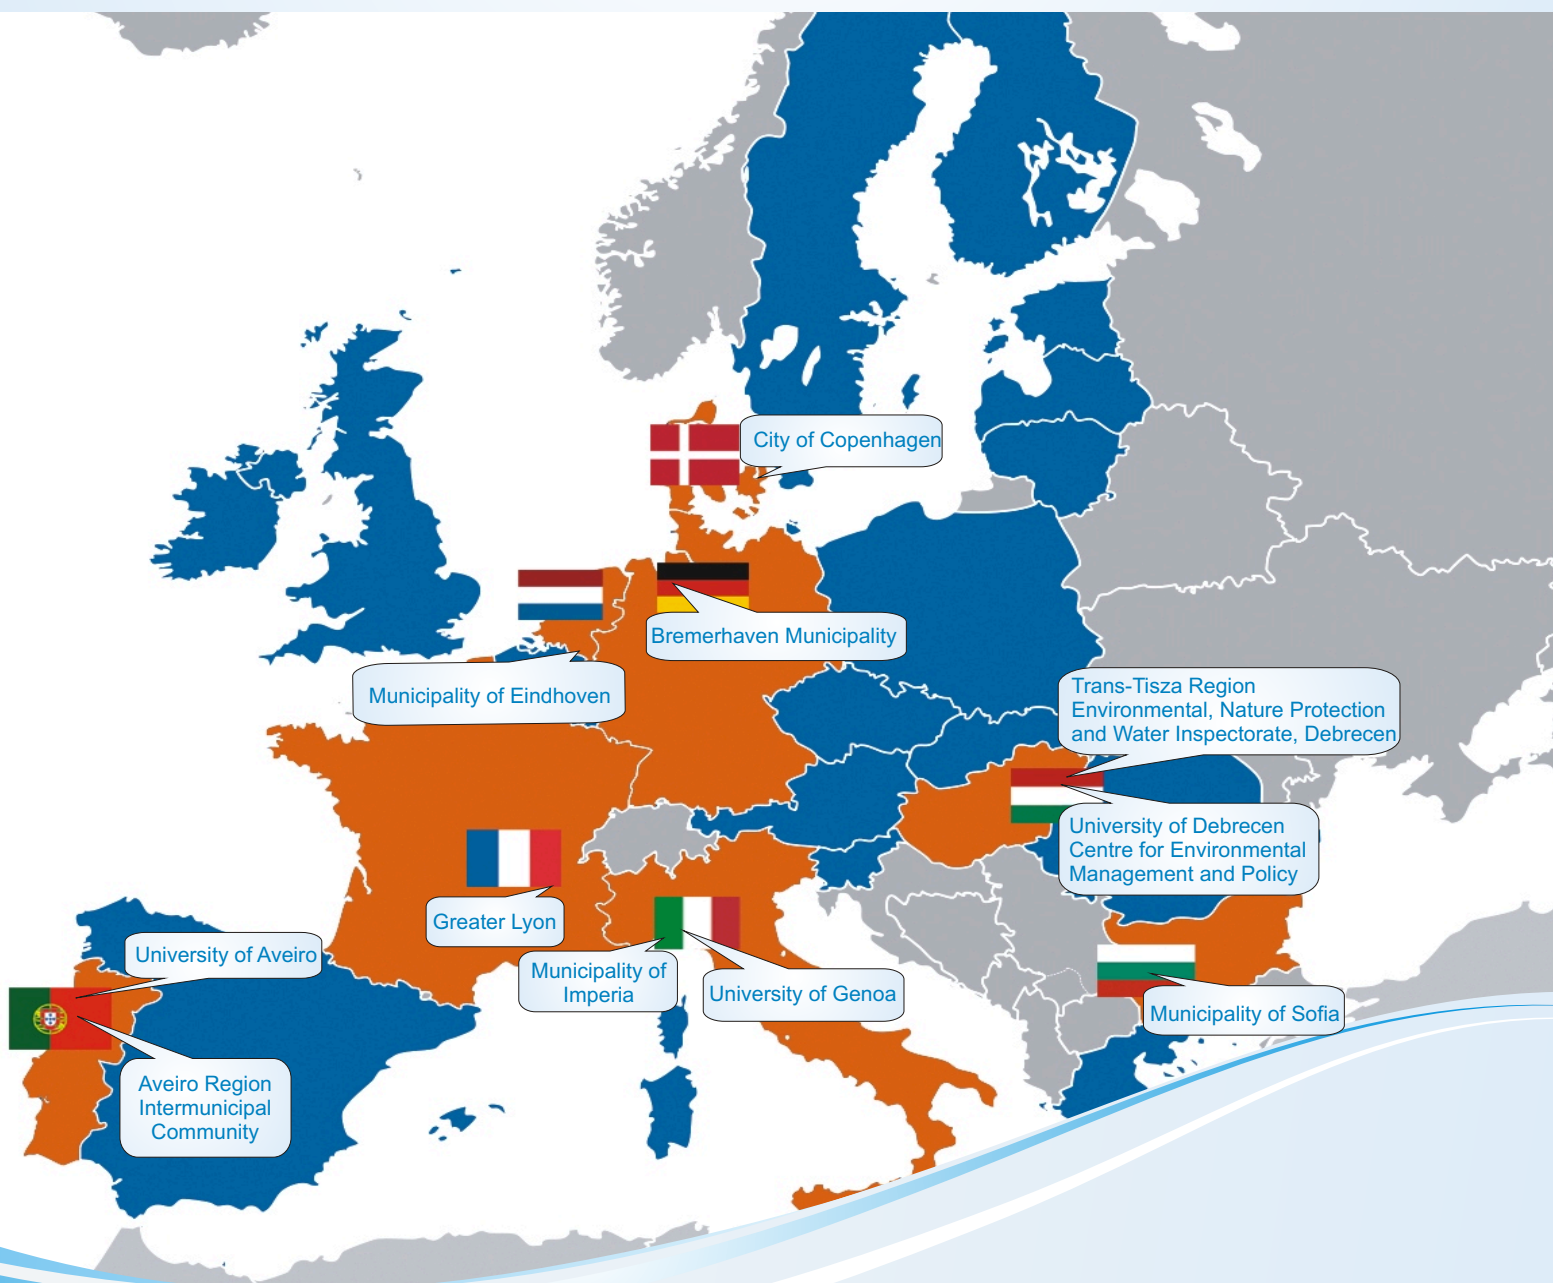 City of Copenhagen
Bremerhaven Municipality
Municipality of Eindhoven
Trans-Tisza Region
Environmental, Nature Protection
and Water Inspectorate, Debrecen
University of Debrecen
Centre for Environmental
Management and Policy
Greater Lyon
University of Aveiro
Municipality of
Imperia
University of Genoa
Municipality of Sofia
Aveiro Region
Intermunicipal
Community